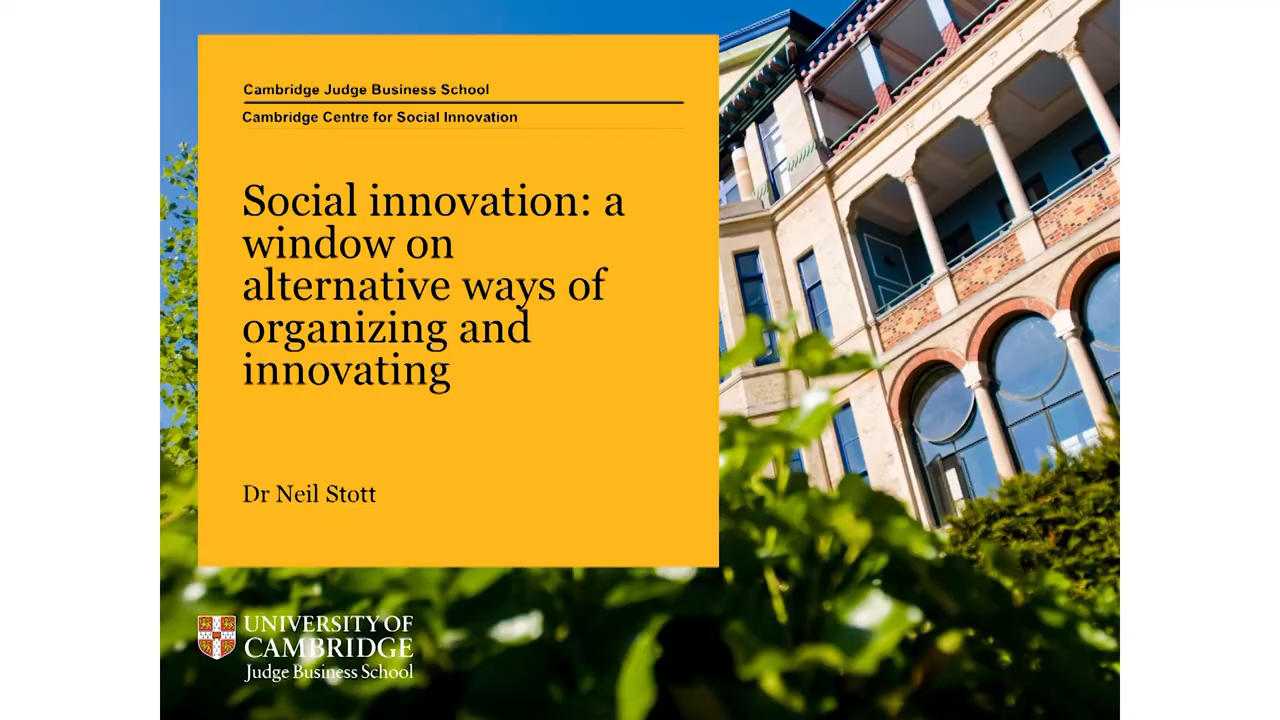 Cambridge Judge Business School
Cambridge Centre for Social Innovation
Social innovation: a
window on
alternative ways of
organizing and
innovating
Dr Neil Stott
UNIVERSITY OF
CAMBRIDGE
Judge Business School